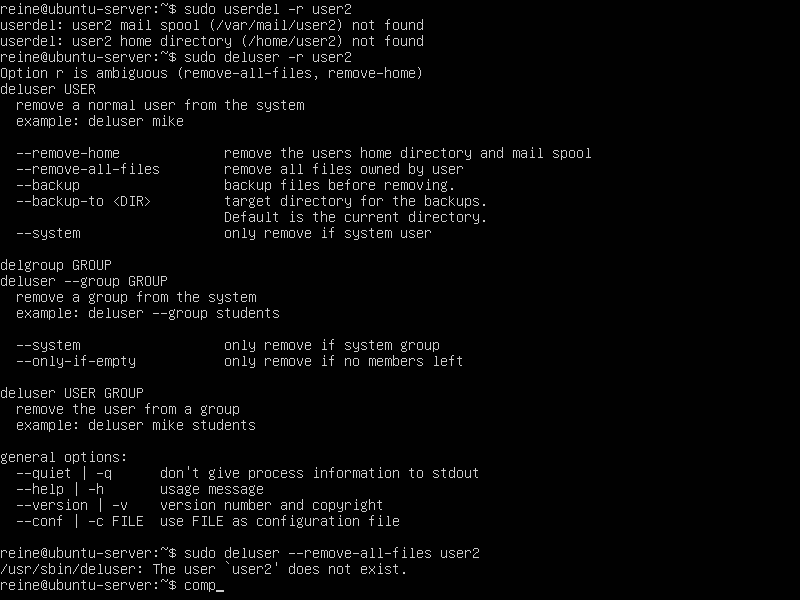 reine@ubuntu-server:~$ sudo userdel -r user2
userdel: user2 mail spool (/var/mail/user2) not found
userdel: user2 home directory (/home/user2) not found
reine@ubuntu-server:~$ sudo deluser -r user2
Option r is ambiguous (remove-all-files, remove-home)
deluser USER
  remove a normal user from the system
  example: deluser mike

  --remove-home             remove the users home directory and mail spool
  --remove-all-files        remove all files owned by user
  --backup                  backup files before removing.
  --backup-to <DIR>         target directory for the backups.
                            Default is the current directory.
  --system                  only remove if system user

delgroup GROUP
deluser --group GROUP
  remove a group from the system
  example: deluser --group students

  --system                  only remove if system group
  --only-if-empty           only remove if no members left

deluser USER GROUP
  remove the user from a group
  example: deluser mike students

general options:
  --quiet | -q      don't give process information to stdout
  --help | -h       usage message
  --version | -v    version number and copyright
  --conf | -c FILE  use FILE as configuration file

reine@ubuntu-server:~$ sudo deluser --remove-all-files user2
/usr/sbin/deluser: The user `user2' does not exist.
reine@ubuntu-server:~$ comp_